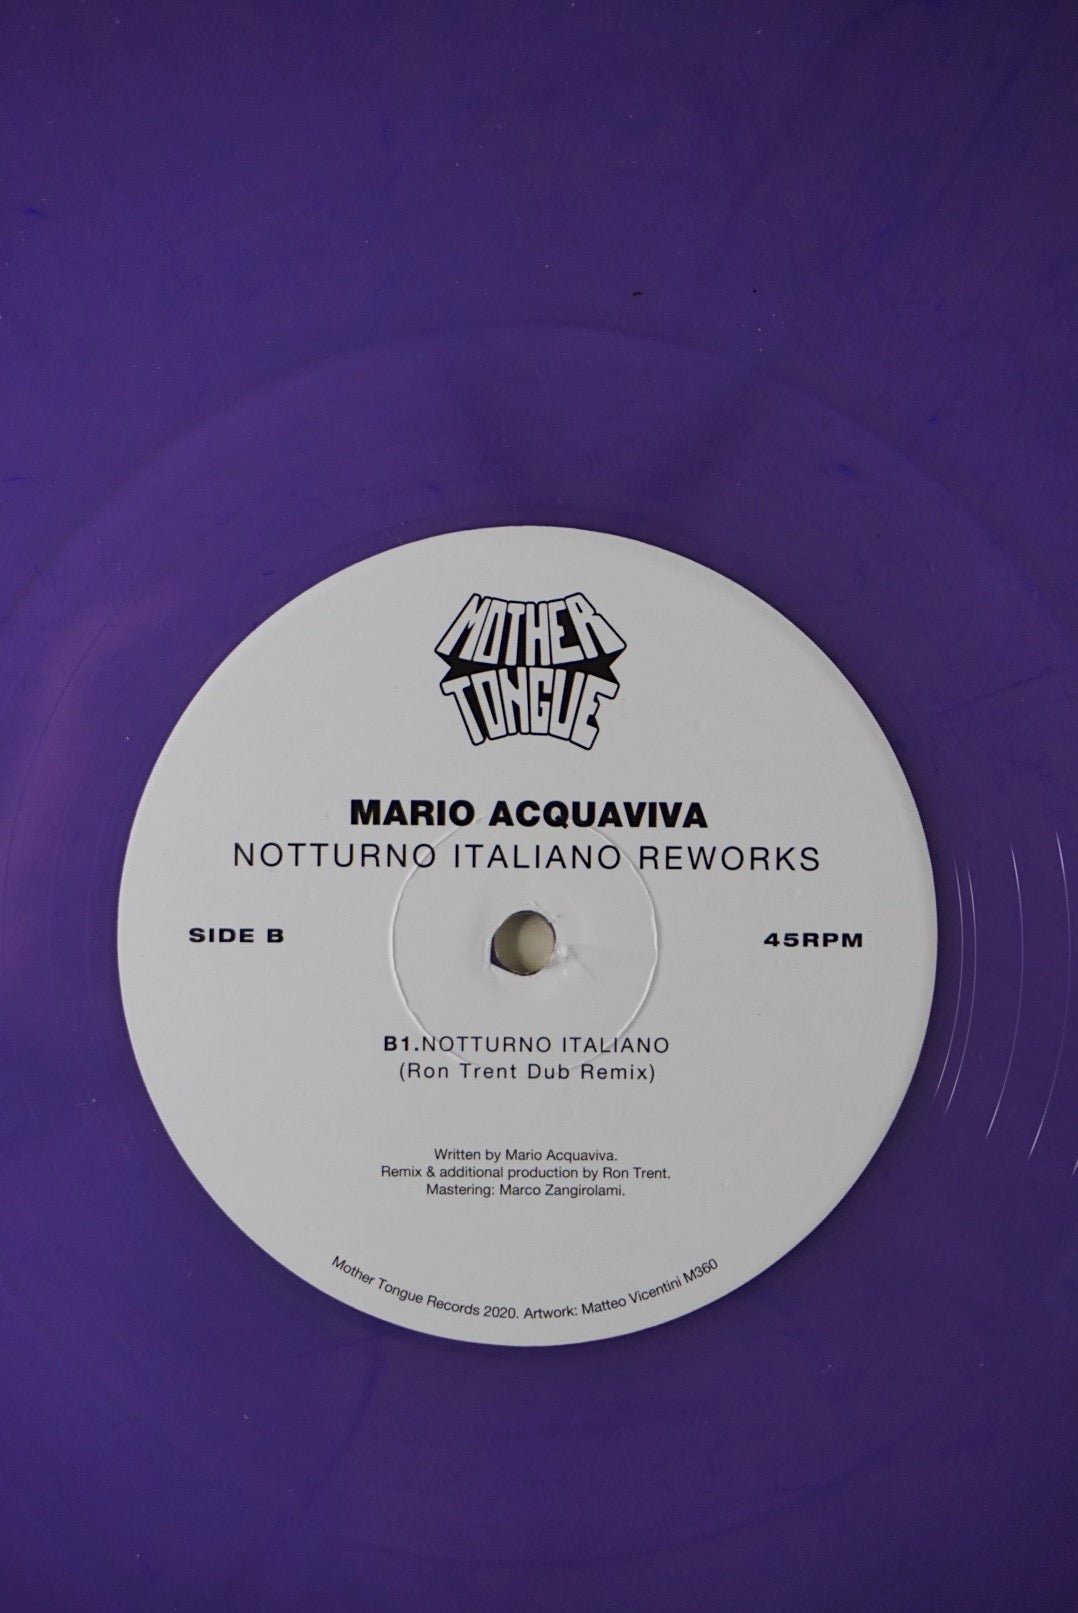 MOTHER
TONGUE
MARIO ACQUAVIVA
NOTTURNO ITALIANO REWORKS
SIDE B
45RPM
B1.NOTTURNO ITALIANO
(Ron Trent Dub Remix)
Written by Mario Acquaviva.
Remix & additional production by Ron Trent.
Mastering: Marco Zangirolami.
Mother Tongue Records 2020. Artwork: Matteo Vicentini M360